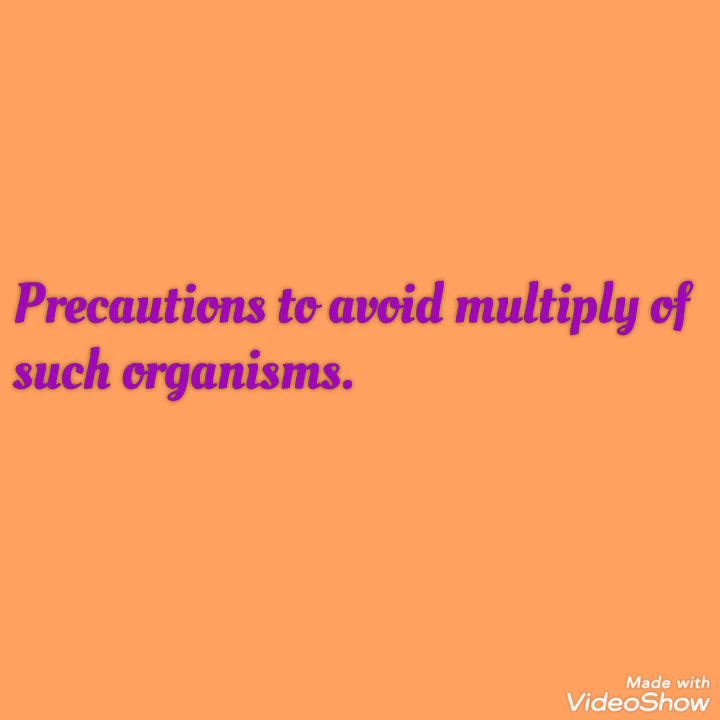 Precautions to avoid multiply of
such organisms.
Made with
VideoShow